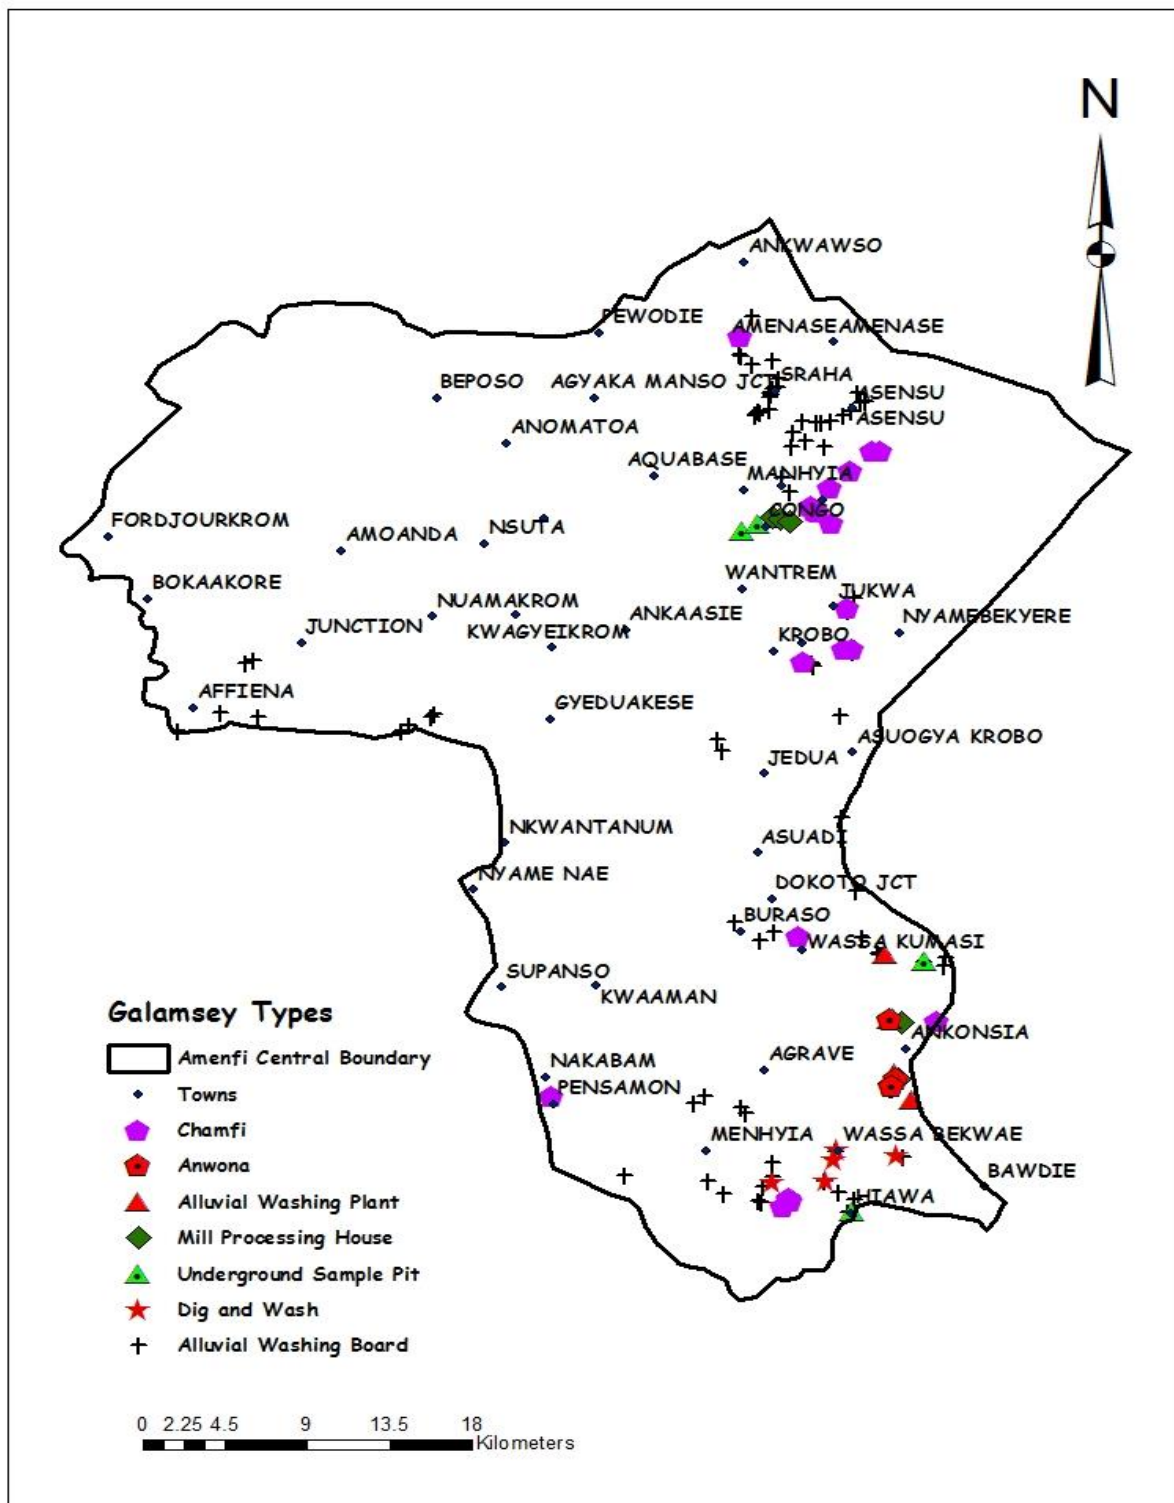 N
ANKWAWSO
PEWODIE
AMENASE AMENASE
BEPOSO
AGYAKA MANSO JCT
SRAHA
ASENSU
ASENSU
ANOMATOA
AQUABASE
MANHYIA
CONGO
FORDJOURKROM
AMOANDA
NSUTA
BOKAAKORE
WANTREM
JUKWA
NUAMAKROM
ANKAASIE
NYAMEBEKYERE
JUNCTION
KWAGYEIKROM
KROBO
AFFIENA
GYEDUAKESE
ASUOGYA KROBO
JEDUA
NKWANTANUM
ASUADI
NYAME NAE
DOKOTO JCT
BURASO
WASSA KUMASI
SUPANSO
KWAAMAN
ANKONSIA
NAKABAM
AGRAVE
PENSAMON
MENHYIA
WASSA BEKWAE
BAWDIE
HIAWA
Galamsey Types
Amenfi Central Boundary
Towns
Chamfi
Anwona
Alluvial Washing Plant
Mill Processing House
Underground Sample Pit
Dig and Wash
Alluvial Washing Board
0 2.25 4.5 9 13.5 18
Kilometers